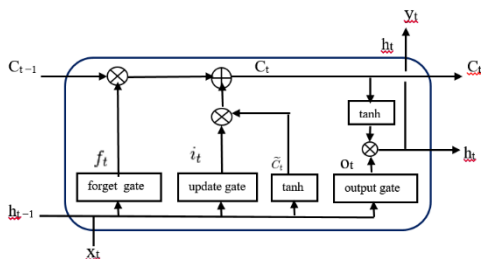 yt
ht
Ct-1
Ct
Ct
tanh
ht
ft
it
C̃t
ot
forget gate
update gate
tanh
output gate
ht-1
xt